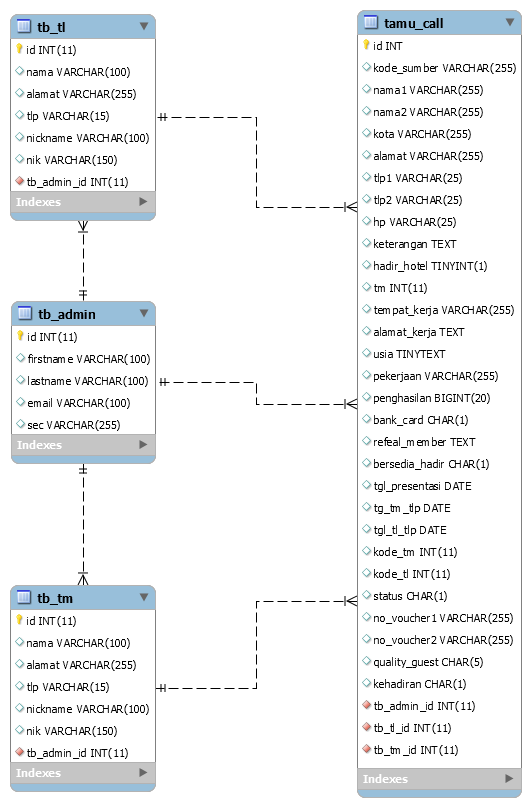 tb_tl
id INT(11)
nama VARCHAR(100)
alamat VARCHAR(255)
tlp VARCHAR(15)
nickname VARCHAR(100)
nik VARCHAR(150)
tb_admin_id INT(11)
Indexes
tb_admin
id INT(11)
firstname VARCHAR(100)
lastname VARCHAR(100)
email VARCHAR(100)
sec VARCHAR(255)
Indexes
tb_tm
id INT(11)
nama VARCHAR(100)
alamat VARCHAR(255)
tlp VARCHAR(15)
nickname VARCHAR(100)
nik VARCHAR(150)
tb_admin_id INT(11)
Indexes
tamu_call
id INT
kode_sumber VARCHAR(255)
nama1 VARCHAR(255)
nama2 VARCHAR(255)
kota VARCHAR(255)
alamat VARCHAR(255)
tlp1 VARCHAR(25)
tlp2 VARCHAR(25)
hp VARCHAR(25)
keterangan TEXT
hadir_hotel TINYINT(1)
tm INT(11)
tempat_kerja VARCHAR(255)
alamat_kerja TEXT
usia TINYTEXT
pekerjaan VARCHAR(255)
penghasilan BIGINT(20)
bank_card CHAR(1)
refeal_member TEXT
bersedia_hadir CHAR(1)
tgl_presentasi DATE
tg_tm_tlp DATE
tgl_tl_tlp DATE
kode_tm INT(11)
kode_tl INT(11)
status CHAR(1)
no_voucher1 VARCHAR(255)
no_voucher2 VARCHAR(255)
quality_guest CHAR(5)
kehadiran CHAR(1)
tb_admin_id INT(11)
tb_tl_id INT(11)
tb_tm_id INT(11)
Indexes